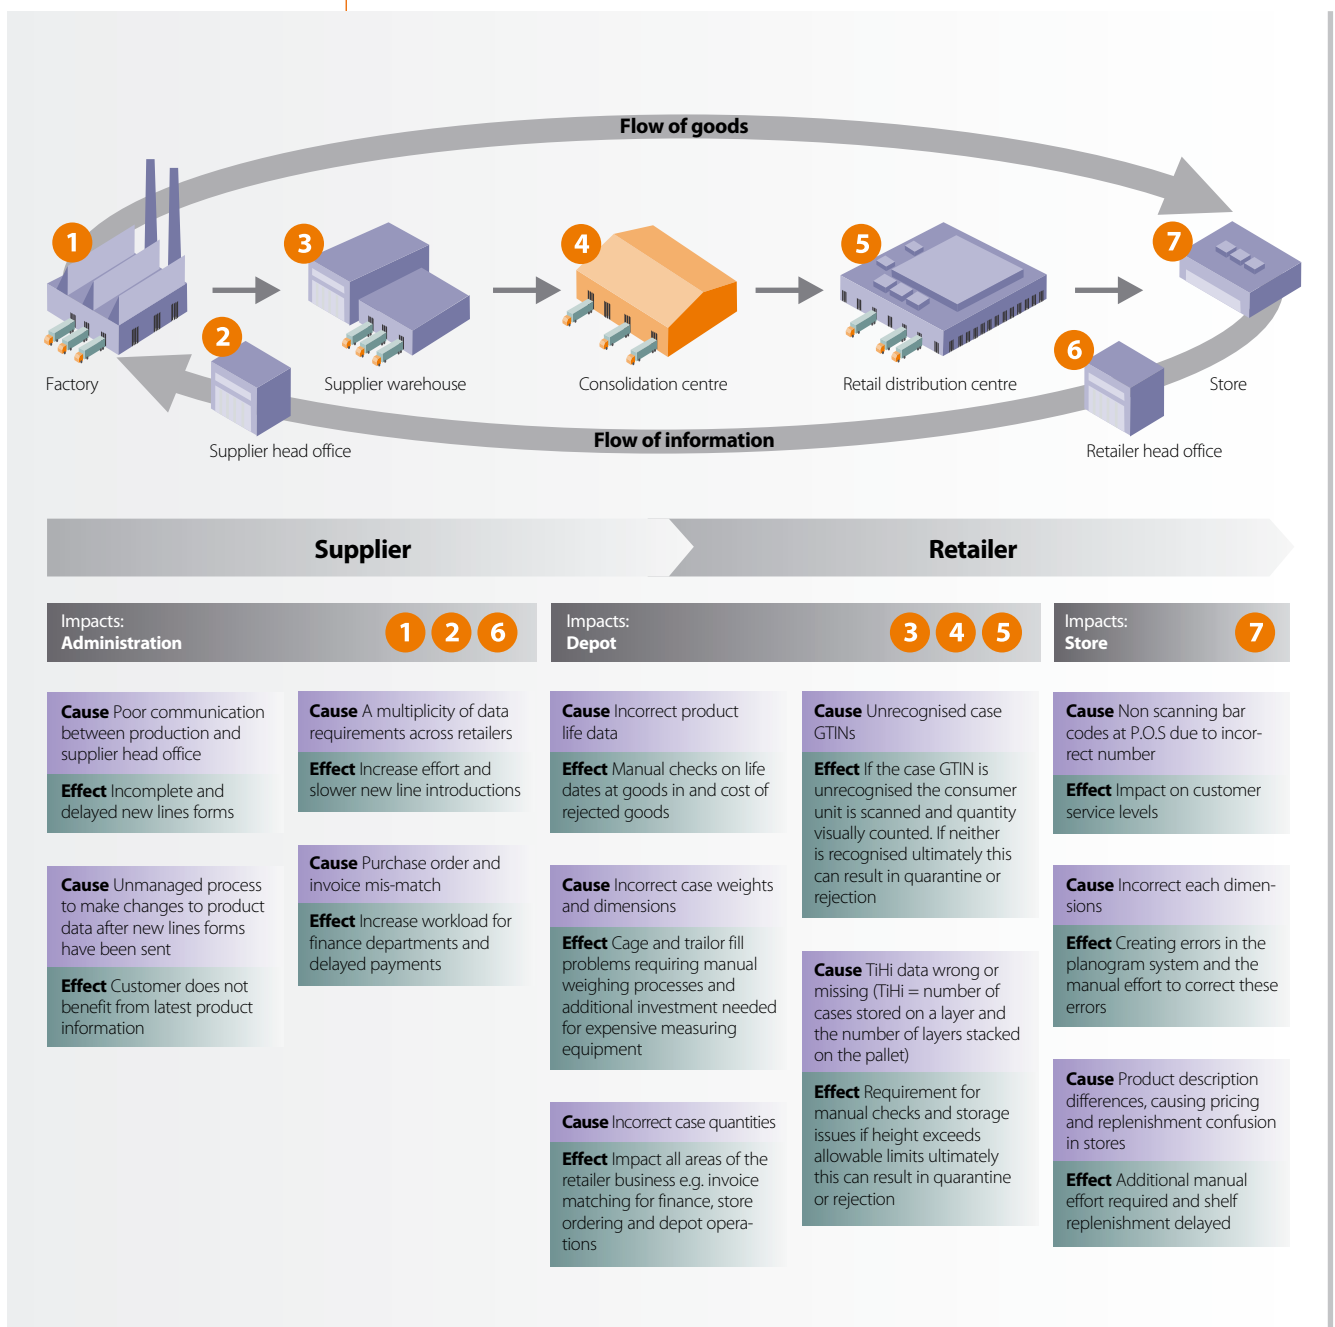 Flow of goods
1
3
4
5
7
2
6
Factory
Supplier warehouse
Consolidation centre
Retail distribution centre
Store
Flow of information
Supplier head office
Retailer head office
Supplier
Retailer
Impacts:
Administration
1 2 6
Impacts:
Depot
3 4 5
Impacts:
Store
7
Cause Poor communication
between production and
supplier head office
Effect Incomplete and
delayed new lines forms
Cause Unmanaged process
to make changes to product
data after new lines forms
have been sent
Effect Customer does not
benefit from latest product
information
Cause A multiplicity of data
requirements across retailers
Effect Increase effort and
slower new line introductions
Cause Purchase order and
invoice mis-match
Effect Increase workload for
finance departments and
delayed payments
Cause Incorrect product
life data
Effect Manual checks on life
dates at goods in and cost of
rejected goods
Cause Incorrect case weights
and dimensions
Effect Cage and trailor fill
problems requiring manual
weighing processes and
additional investment needed
for expensive measuring
equipment
Cause Incorrect case quantities
Effect Impact all areas of the
retailer business e.g. invoice
matching for finance, store
ordering and depot opera-
tions
Cause Unrecognised case
GTINs
Effect If the case GTIN is
unrecognised the consumer
unit is scanned and quantity
visually counted. If neither
is recognised ultimately this
can result in quarantine or
rejection
Cause TiHi data wrong or
missing (TiHi = number of
cases stored on a layer and
the number of layers stacked
on the pallet)
Effect Requirement for
manual checks and storage
issues if height exceeds
allowable limits ultimately
this can result in quarantine
or rejection
Cause Non scanning bar
codes at P.O.S due to incor-
rect number
Effect Impact on customer
service levels
Cause Incorrect each dimen-
sions
Effect Creating errors in the
planogram system and the
manual effort to correct these
errors
Cause Product description
differences, causing pricing
and replenishment confusion
in stores
Effect Additional manual
effort required and shelf
replenishment delayed